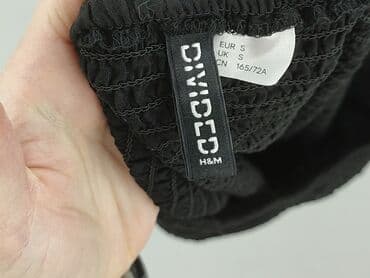 DIVIDED
H&M
EUR S
UK S
CN 165/72A